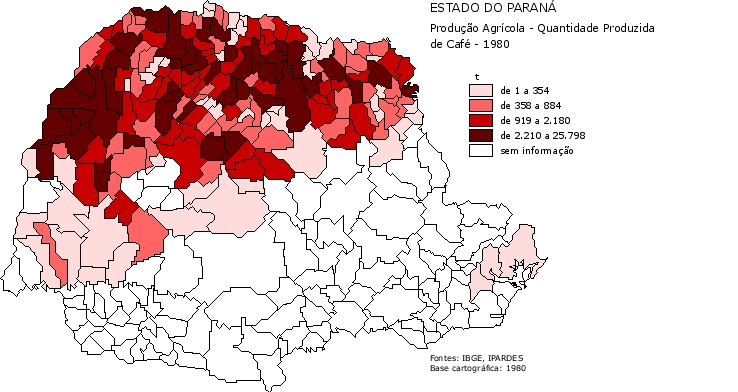 ESTADO DO PARANÁ
Produção Agrícola - Quantidade Produzida
de Café - 1980
t
de 1 a 354
de 358 a 884
de 919 a 2.180
de 2.210 a 25.798
sem informação
Fontes: IBGE, IPARDES
Base cartográfica: 1980